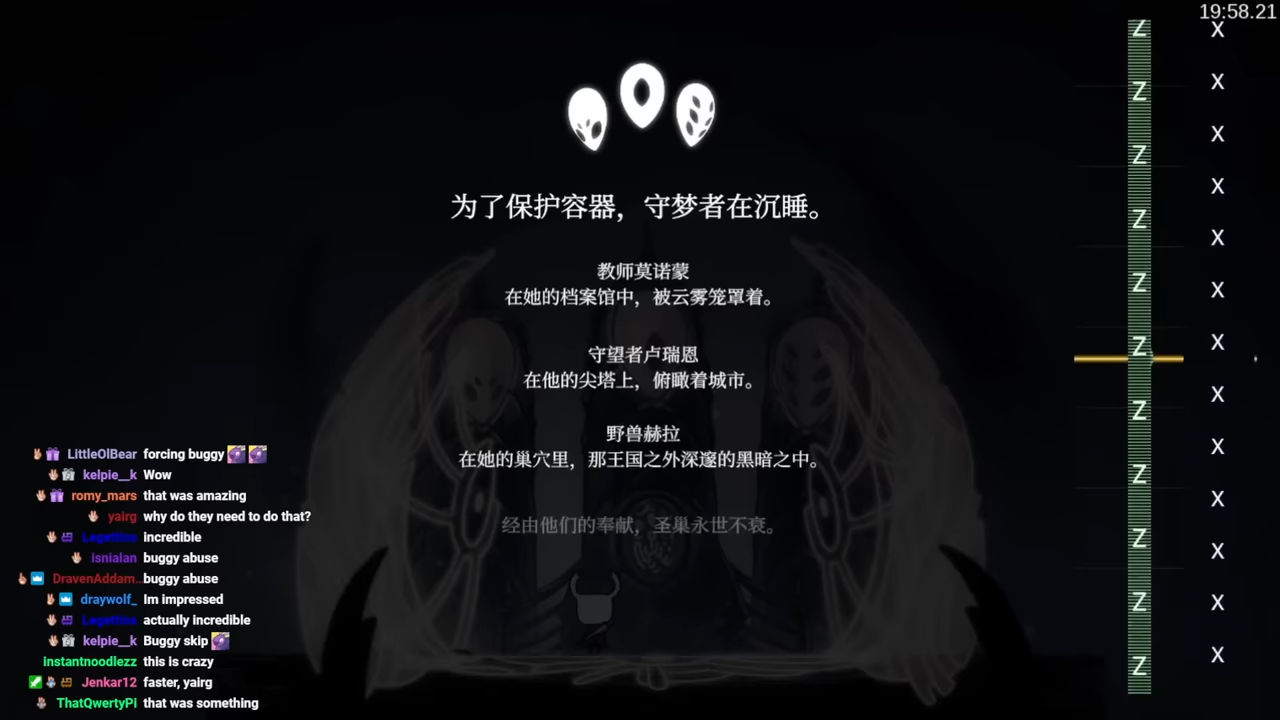 19:58.21
为了保护容器，守梦者在沉睡。
教师莫诺蒙
在她的档案馆中，被云雾笼罩着。
守望者卢瑞恩
在他的尖塔上，俯瞰着城市。
野兽赫拉
在她的巢穴里，那王国之外深邃的黑暗之中。
经由他们的奉献，圣巢永世不衰。
LittleOlBear forcing buggy
kelpie__k Wow
romy_mars that was amazing
yairg why do they need to do that?
incredible
isnialan buggy abuse
DravenAddam... buggy abuse
draywolf_ Im impressed
actually incredible
kelpie__k Buggy skip
instantnoodlezz this is crazy
Jenkar12 faster, yairg
ThatQwertyPi that was something
Z
Z
Z
Z
Z
Z
Z
Z
Z
Z
Z
X
X
X
X
X
X
X
X
X
X
X
X
X